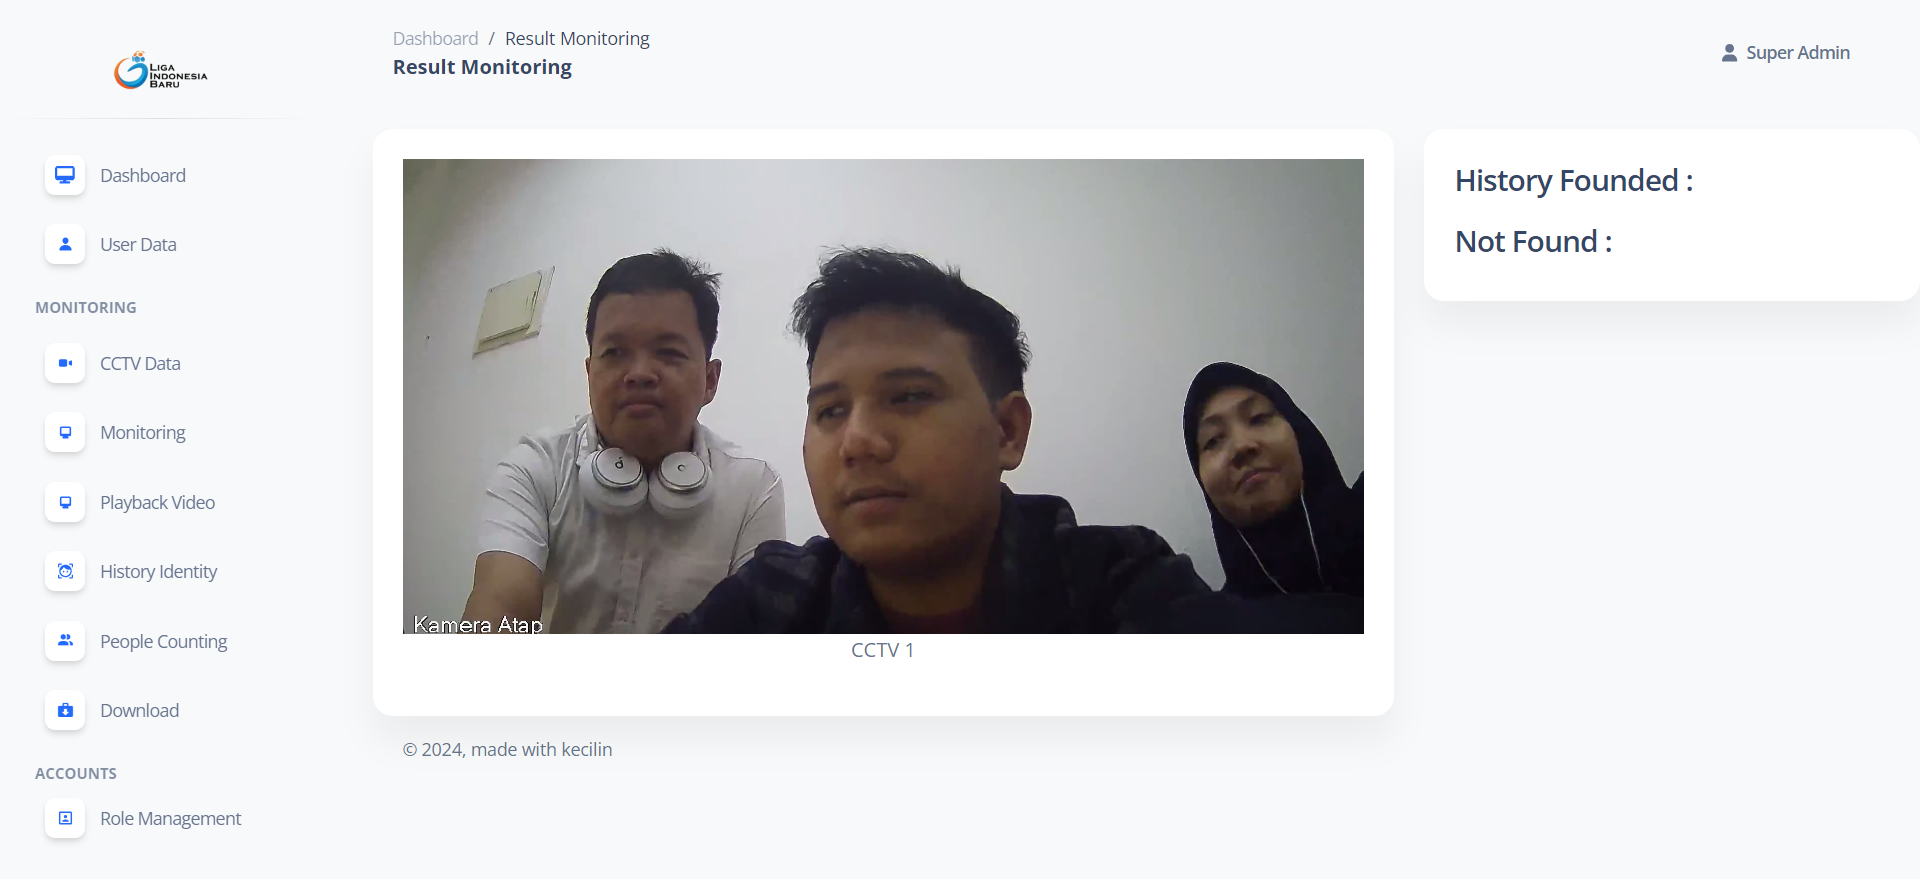 LIGA
INDONESIA
BARU
Dashboard
User Data
MONITORING
CCTV Data
Monitoring
Playback Video
History Identity
People Counting
Download
ACCOUNTS
Role Management
Dashboard / Result Monitoring
Result Monitoring
Super Admin
Kamera Atap
CCTV 1
© 2024, made with kecilin
History Founded :
Not Found :